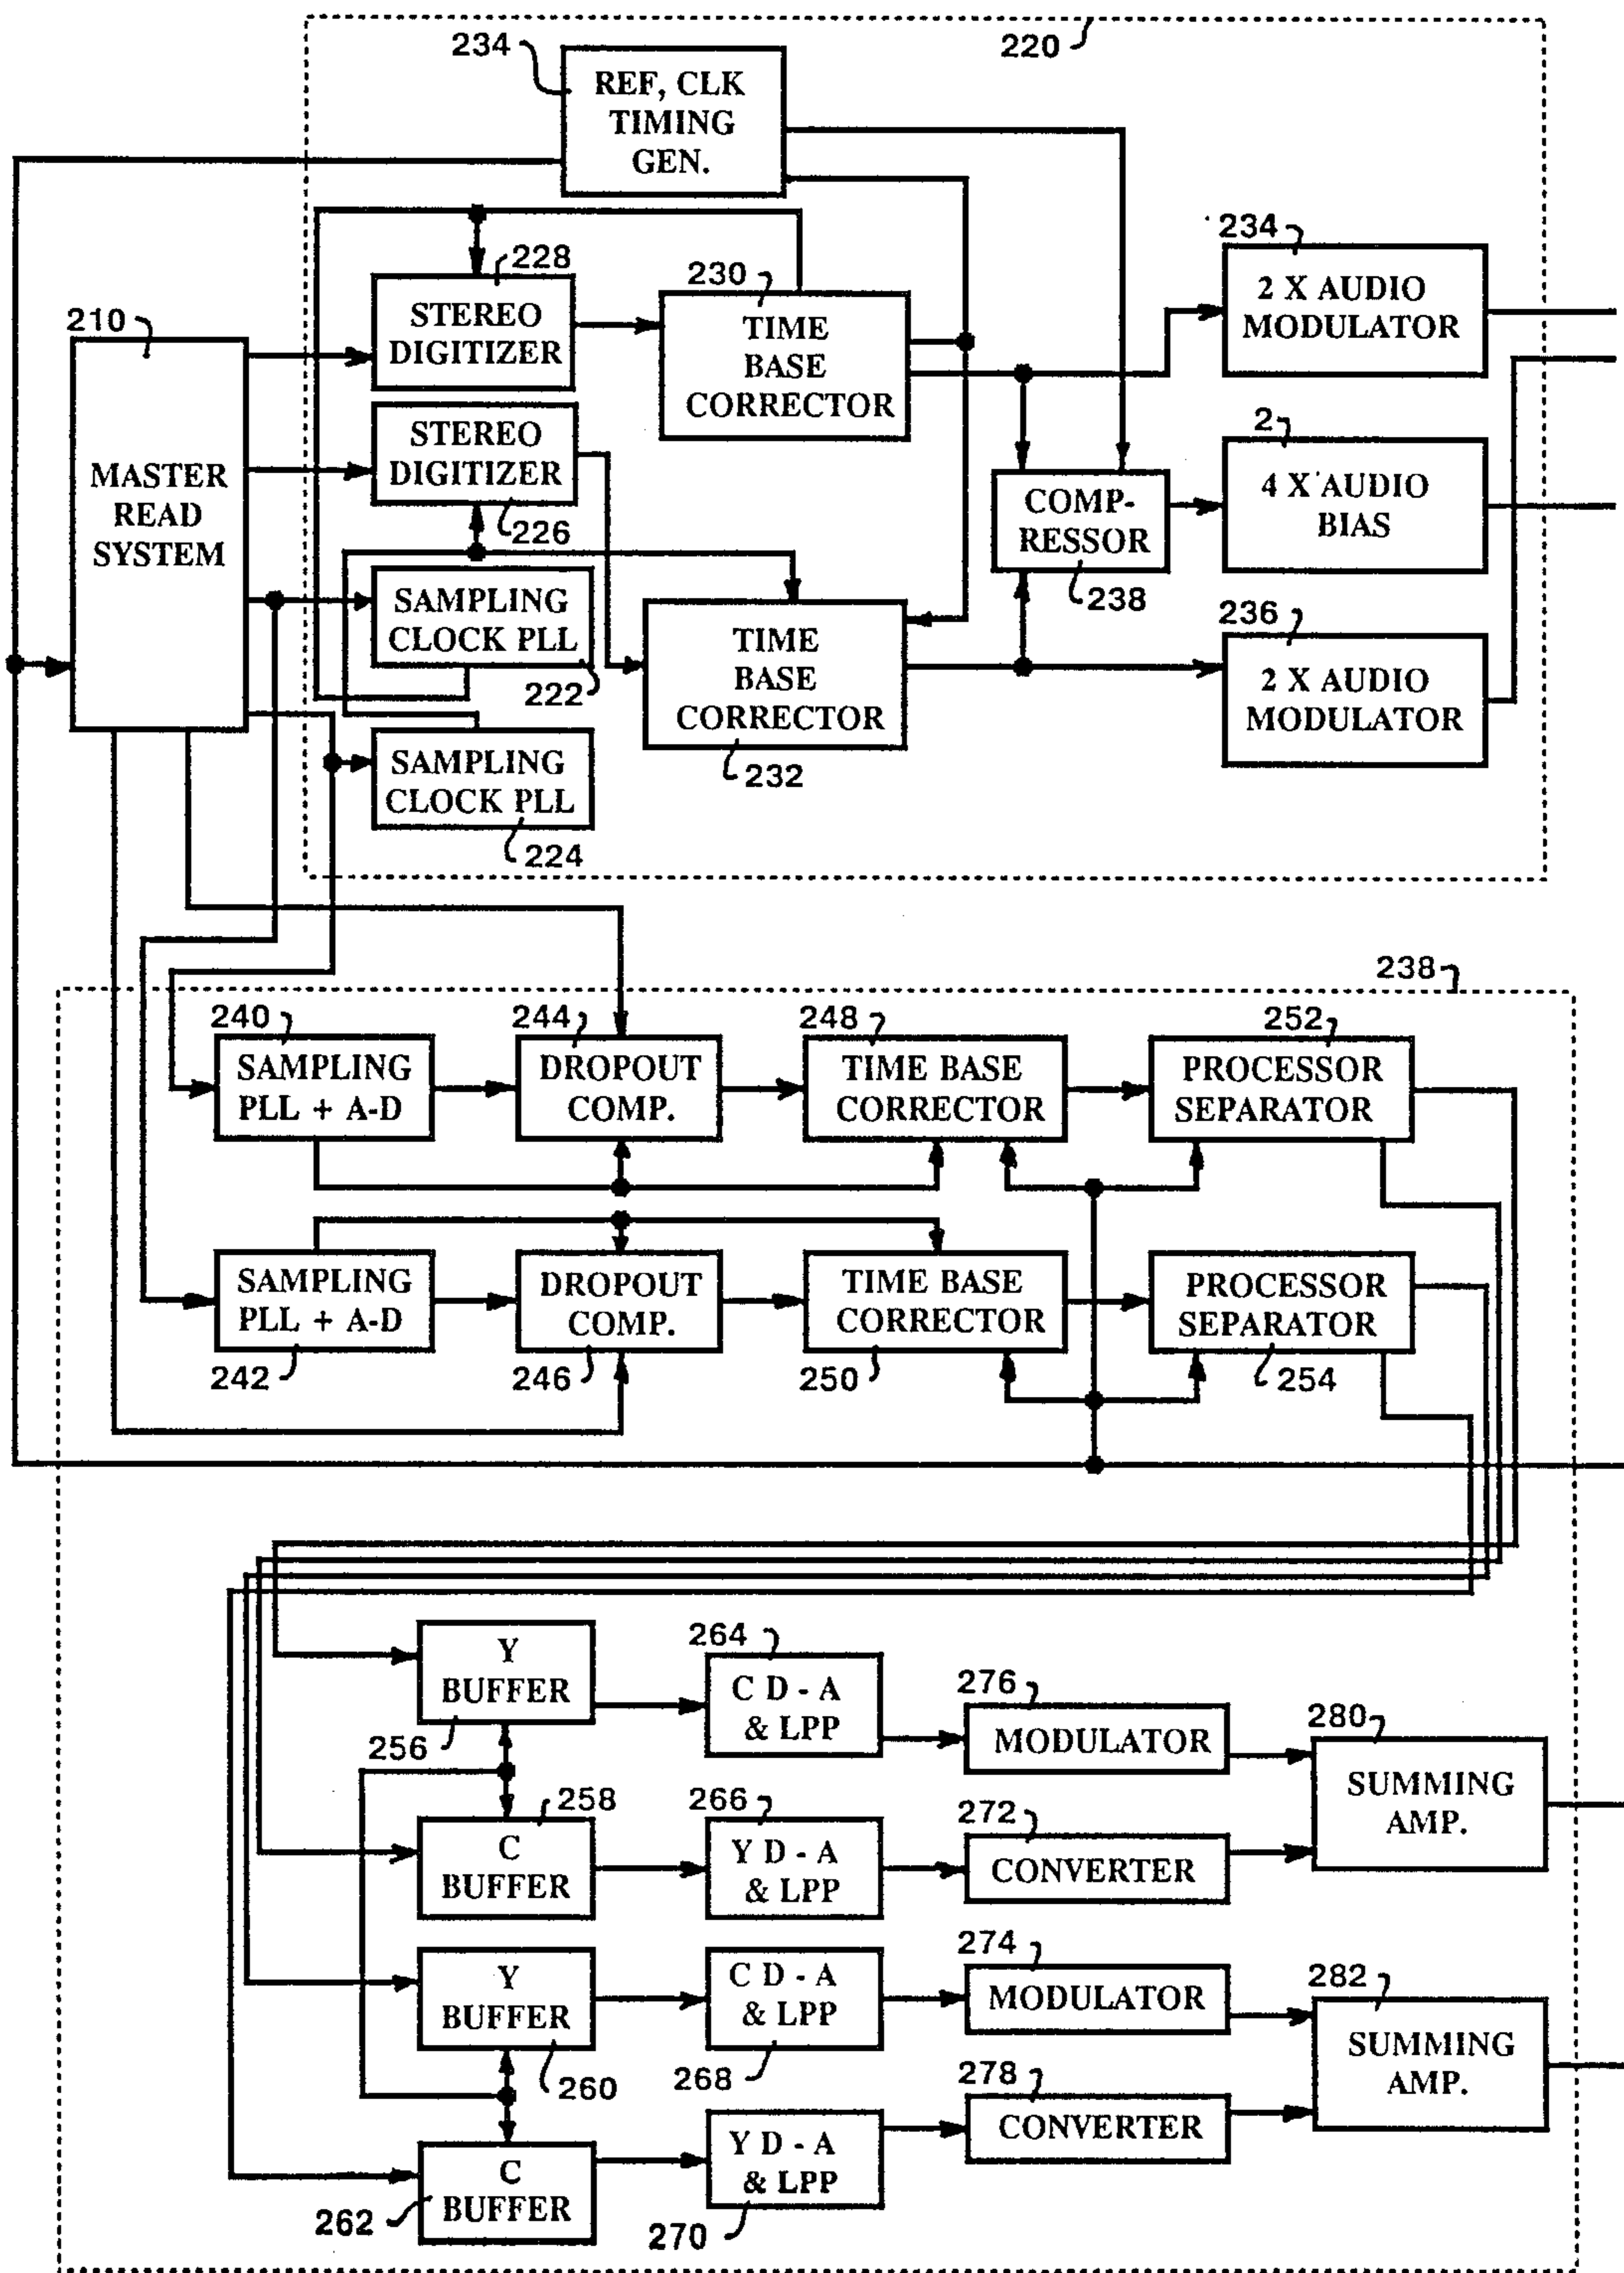 234
REF, CLK
TIMING
GEN.
220
228
STEREO
DIGITIZER
230
TIME
BASE
CORRECTOR
234
2 X AUDIO
MODULATOR
210
MASTER
READ
SYSTEM
STEREO
DIGITIZER
226
2
4 X AUDIO
BIAS
COMP-
RESSOR
238
SAMPLING
CLOCK PLL
222
TIME
BASE
CORRECTOR
232
236
2 X AUDIO
MODULATOR
SAMPLING
CLOCK PLL
224
238
240
SAMPLING
PLL + A-D
244
DROPOUT
COMP.
248
TIME BASE
CORRECTOR
252
PROCESSOR
SEPARATOR
SAMPLING
PLL + A-D
242
DROPOUT
COMP.
246
TIME BASE
CORRECTOR
250
PROCESSOR
SEPARATOR
254
Y
BUFFER
256
264
C D - A
& LPP
276
MODULATOR
280
SUMMING
AMP.
258
C
BUFFER
266
Y D - A
& LPP
272
CONVERTER
Y
BUFFER
260
C D - A
& LPP
268
274
MODULATOR
282
SUMMING
AMP.
C
BUFFER
262
Y D - A
& LPP
270
278
CONVERTER